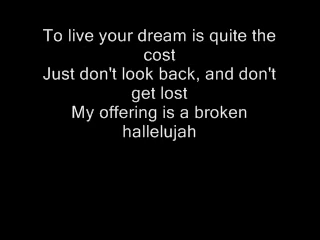 To live your dream is quite the
cost
Just don't look back, and don't
get lost
My offering is a broken
hallelujah